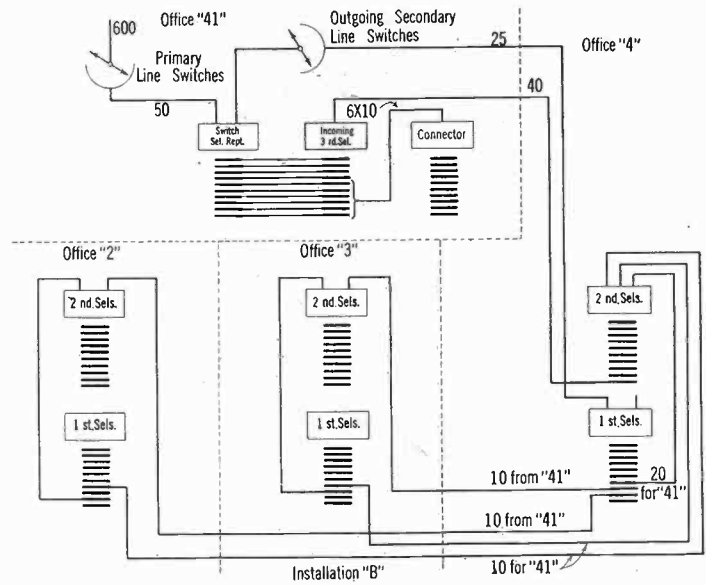 600
Office "41"
Primary
Line Switches
50
Outgoing Secondary
Line Switches
25
Office "4"
40
6X10
Switch
Sel. Rept.
Incoming
3 rd.Sel.
Connector
Office "2"
Office "3"
2 nd.Sels.
2 nd.Sels.
2 nd.Sels.
1 st.Sels.
1 st.Sels.
1 st.Sels.
10 from "41"
20
for "41"
10 from "41"
10 for "41"
Installation "B"